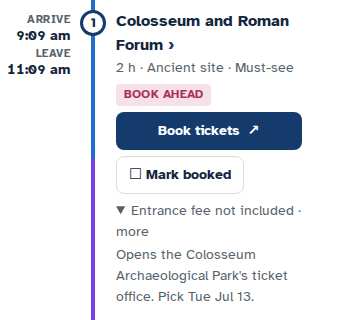 ARRIVE
9:09 am
LEAVE
11:09 am
1
Colosseum and Roman
Forum ›
2 h · Ancient site · Must-see
BOOK AHEAD
Book tickets ↗
☐ Mark booked
▼ Entrance fee not included ·
more
Opens the Colosseum
Archaeological Park's ticket
office. Pick Tue Jul 13.